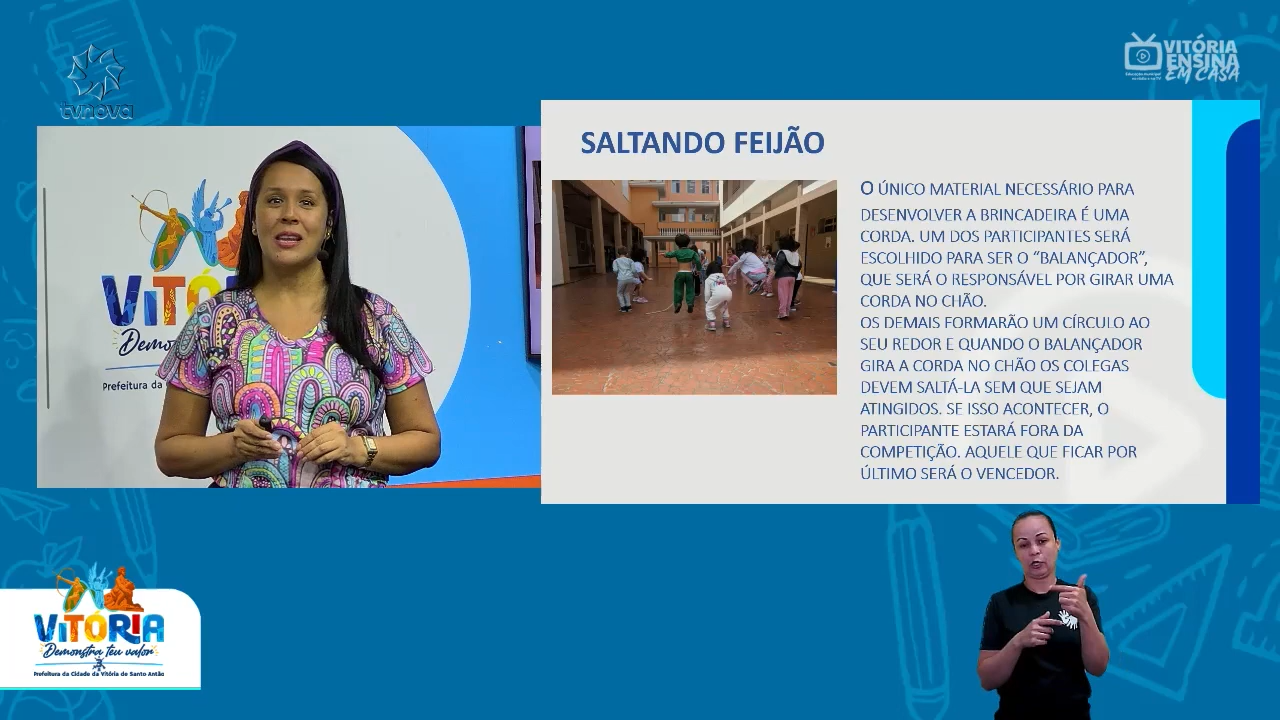 tvnova
VITÓRIA
ENSINA
EM CASA
SALTANDO FEIJÃO
O ÚNICO MATERIAL NECESSÁRIO PARA
DESENVOLVER A BRINCADEIRA É UMA
CORDA. UM DOS PARTICIPANTES SERÁ
ESCOLHIDO PARA SER O “BALANÇADOR”,
QUE SERÁ O RESPONSÁVEL POR GIRAR UMA
CORDA NO CHÃO.
OS DEMAIS FORMARÃO UM CÍRCULO AO
SEU REDOR E QUANDO O BALANÇADOR
GIRA A CORDA NO CHÃO OS COLEGAS
DEVEM SALTÁ-LA SEM QUE SEJAM
ATINGIDOS. SE ISSO ACONTECER, O
PARTICIPANTE ESTARÁ FORA DA
COMPETIÇÃO. AQUELE QUE FICAR POR
ÚLTIMO SERÁ O VENCEDOR.
VITÓ
Demo
Prefeitura da
VITÓRIA
Demonstra teu valor
Prefeitura da Cidade da Vitória de Santo Antão